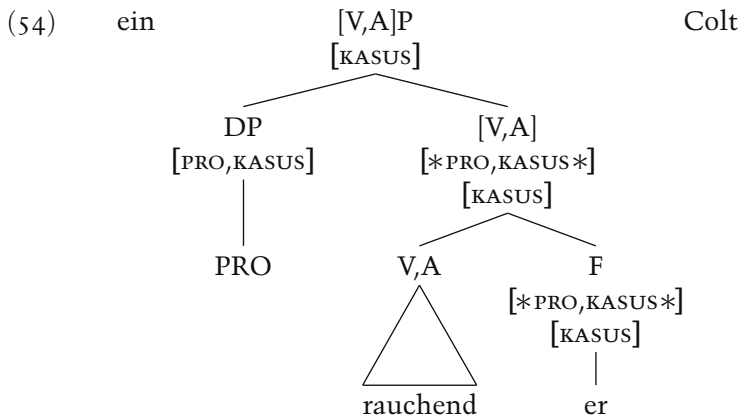 (54) ein [V,A]P Colt
[KASUS]
DP [V,A]
[PRO,KASUS] [*PRO,KASUS*]
[KASUS]
PRO V,A F
[*PRO,KASUS*]
[KASUS]
rauchend er